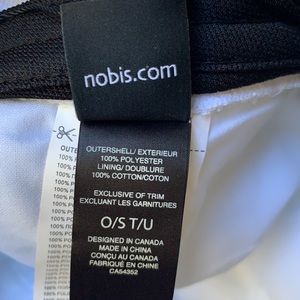 nobis.com
OUTERSHELL/ EXTERIEUR
100% POLYESTER
LINING/ DOUBLURE
100% COTTON/COTON
EXCLUSIVE OF TRIM
EXCLUANT LES GARNITURES
O/S T/U
DESIGNED IN CANADA
MADE IN CHINA
CONÇU AU CANADA
FABRIQUÉ EN CHINE
CA54352
OUTE